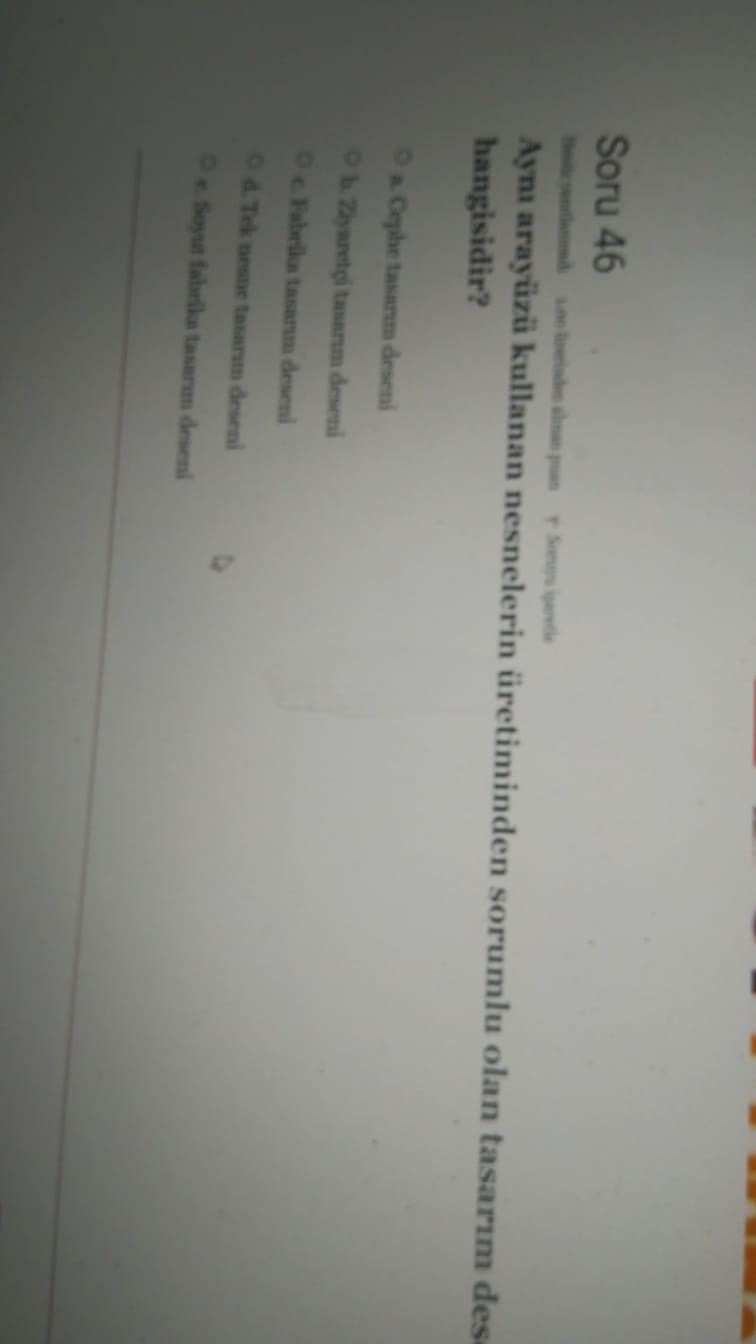 Soru 46
Henüz yanıtlanmadı 1,00 üzerinden alınan puan Soruyu işaretle
Aynı arayüzü kullanan nesnelerin üretiminden sorumlu olan tasarım des
hangisidir?
a. Cephe tasarım deseni
b. Ziyaretçi tasarım deseni
c. Fabrika tasarım deseni
d. Tek nesne tasarım deseni
e. Soyut fabrika tasarım deseni